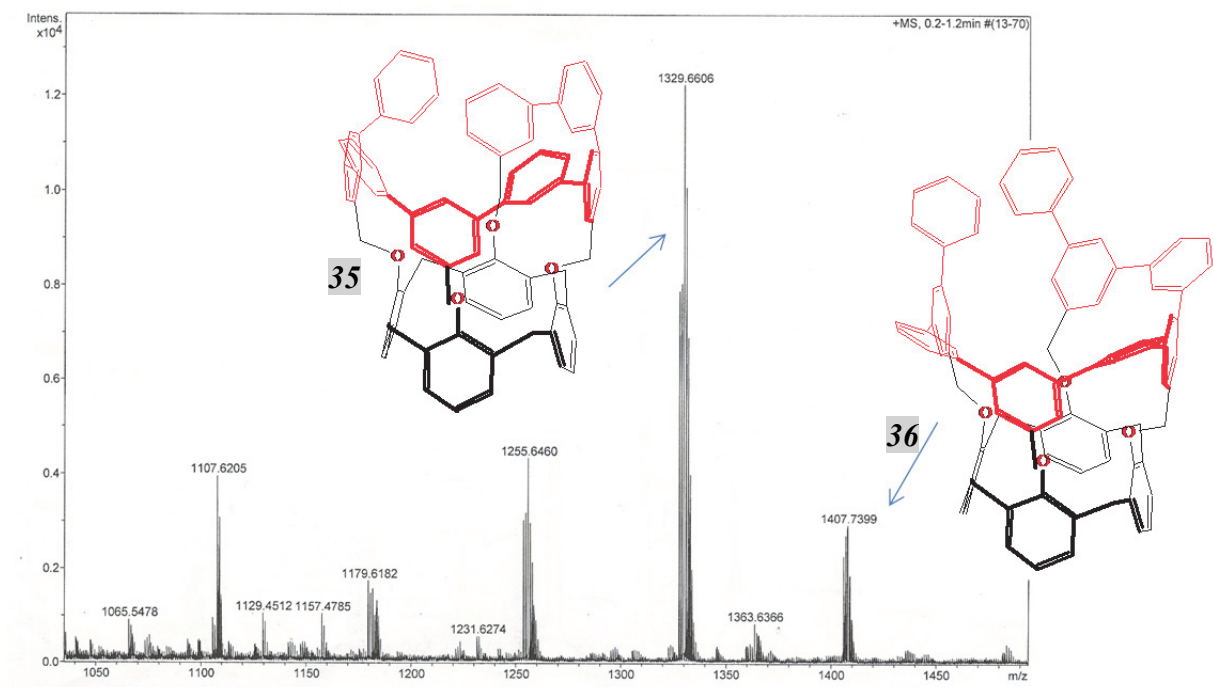 Intens.
x10⁴
+MS, 0.2-1.2min #(13-70)
1329.6606
1.2
1.0
0.8
0.6
0.4
0.2
0.0
35
36
O
O
O
O
O
O
O
O
1407.7399
1255.6460
1107.6205
1179.6182
1065.5478
1129.4512
1157.4785
1231.6274
1363.6366
1050
1100
1150
1200
1250
1300
1350
1400
1450
m/z